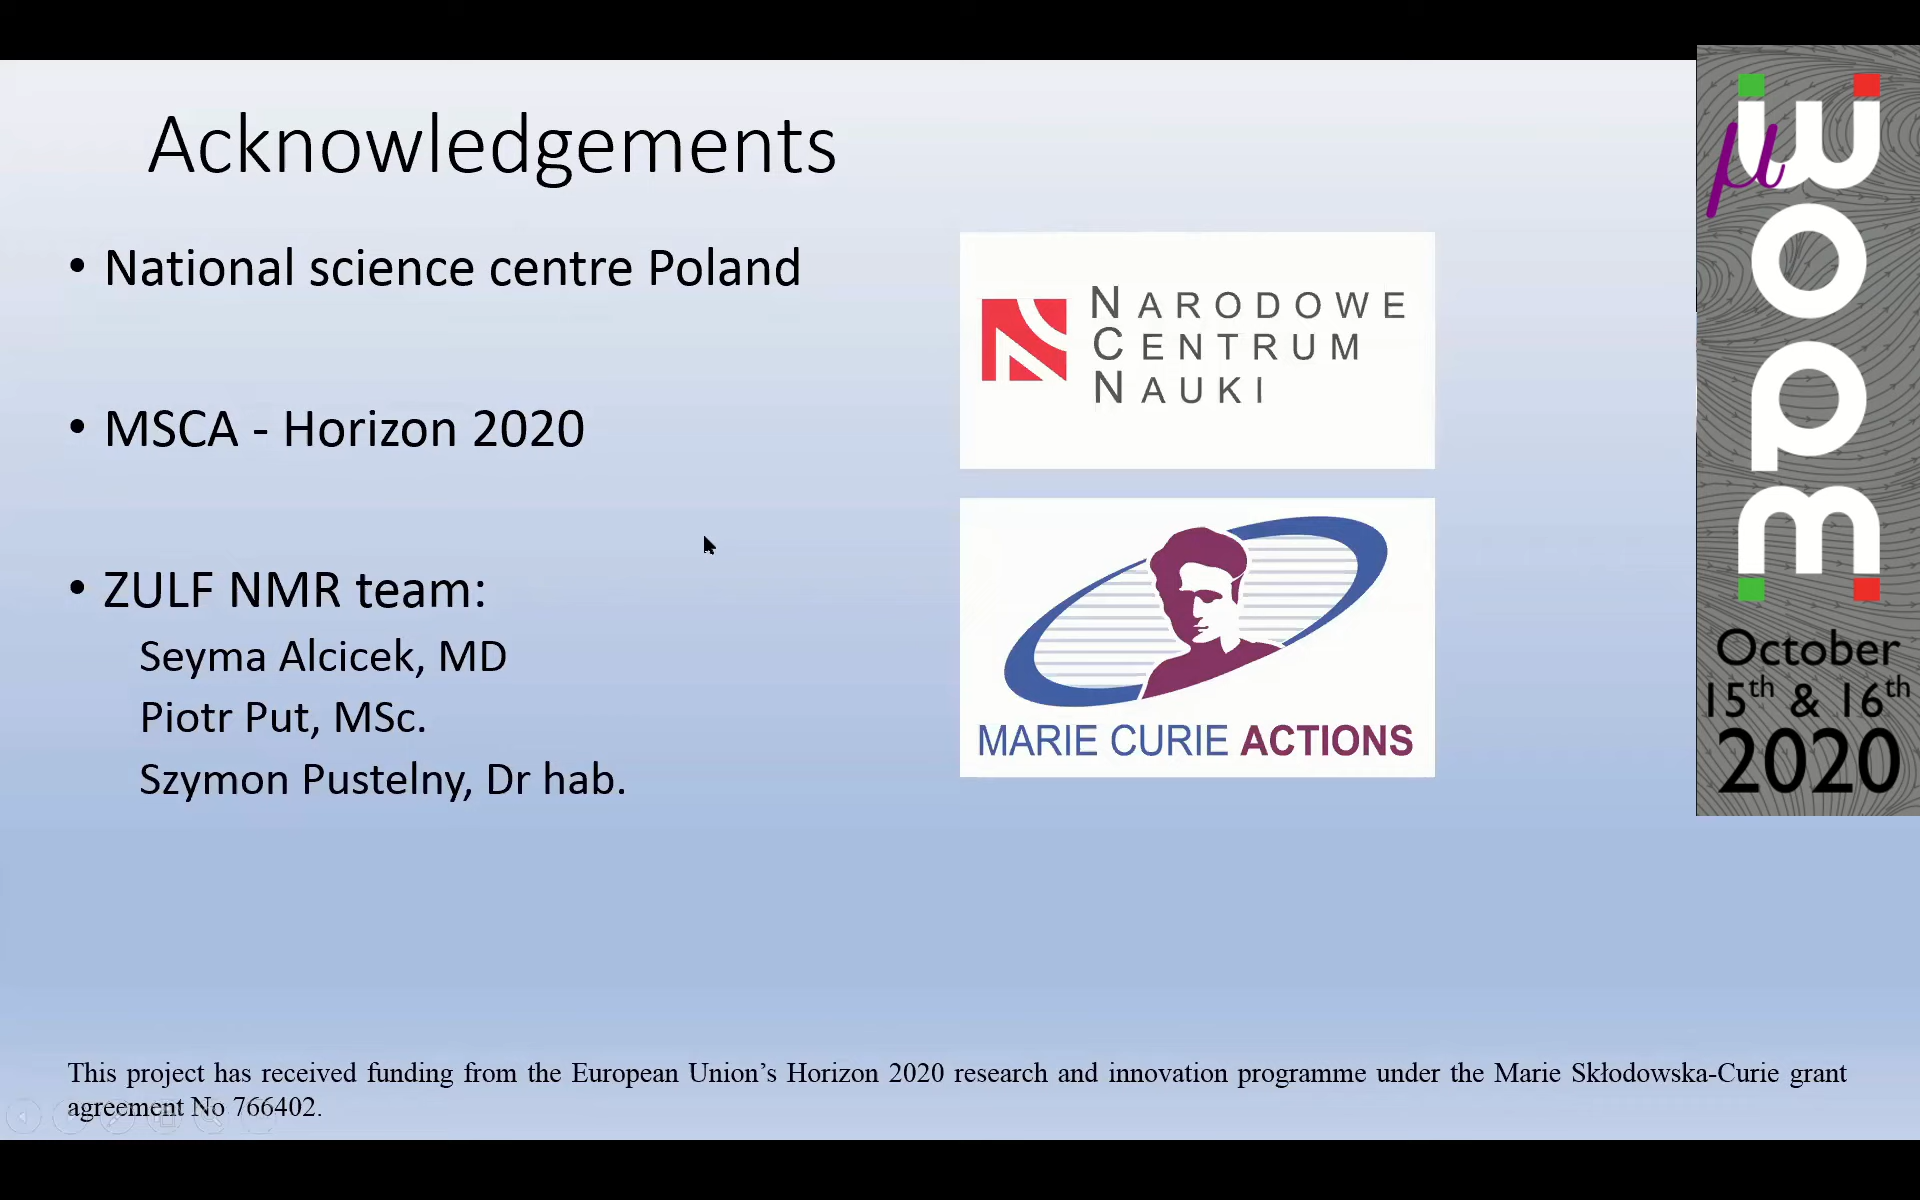 Acknowledgements
• National science centre Poland
• MSCA - Horizon 2020
• ZULF NMR team:
Seyma Alcicek, MD
Piotr Put, MSc.
Szymon Pustelny, Dr hab.
NARODOWE
CENTRUM
NAUKI
MARIE CURIE ACTIONS
μ
wopm
October
15th & 16th
2020
This project has received funding from the European Union’s Horizon 2020 research and innovation programme under the Marie Skłodowska-Curie grant
agreement No 766402.